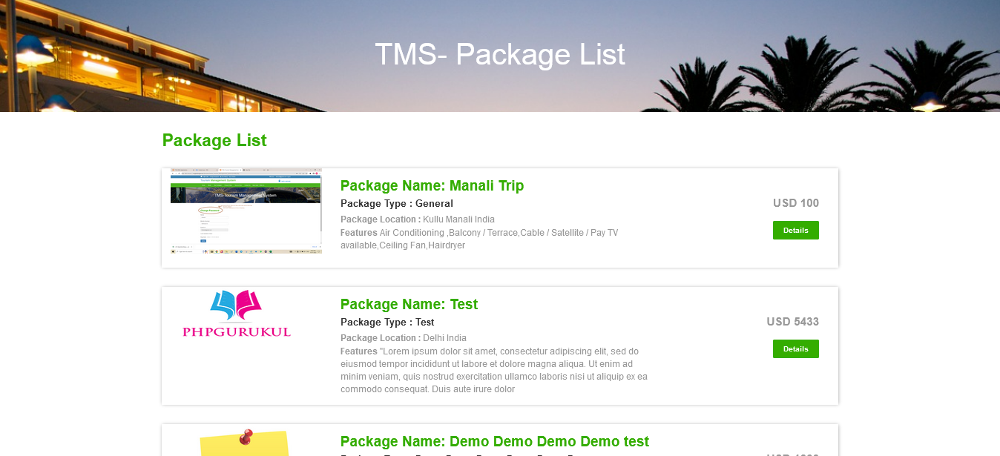 TMS- Package List
Package List
Tourism Management System
TMS-Tourism Management System
Change Password
Package Name: Manali Trip
Package Type : General
USD 100
Package Location : Kullu Manali India
Features Air Conditioning ,Balcony / Terrace,Cable / Satellite / Pay TV
available,Ceiling Fan,Hairdryer
Details
PHPGURUKUL
Package Name: Test
Package Type : Test
USD 5433
Package Location : Delhi India
Features "Lorem ipsum dolor sit amet, consectetur adipiscing elit, sed do
eiusmod tempor incididunt ut labore et dolore magna aliqua. Ut enim ad
minim veniam, quis nostrud exercitation ullamco laboris nisi ut aliquip ex ea
commodo consequat. Duis aute irure dolor
Details
Package Name: Demo Demo Demo Demo test